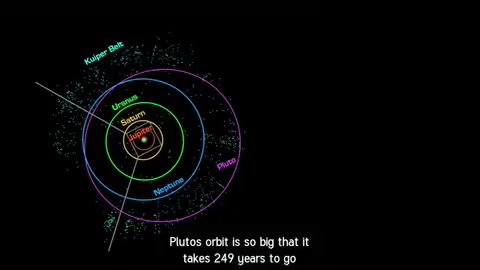 Kuiper Belt
Uranus
Saturn
Jupiter
Pluto
Neptune
Plutos orbit is so big that it
takes 249 years to go